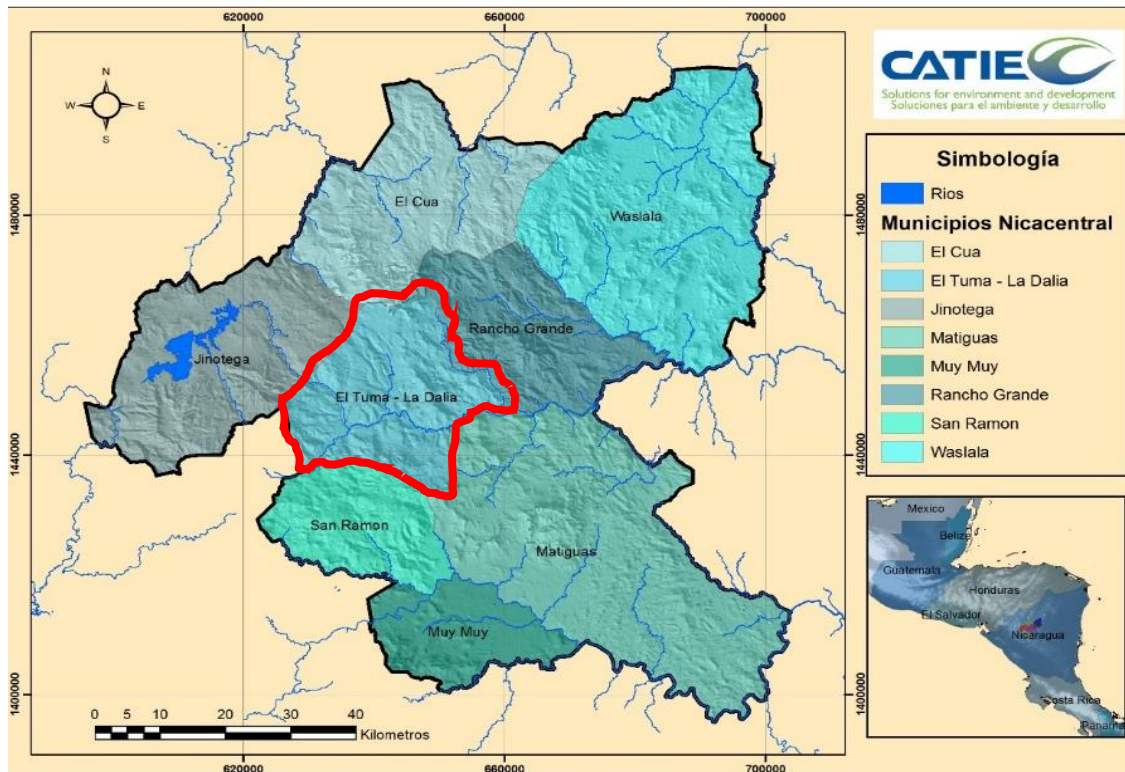 620000
660000
700000
N
W
E
S
1480000
1440000
1400000
1480000
1440000
1400000
El Cua
Waslala
Rancho Grande
Jinotega
El Tuma - La Dalia
San Ramon
Matiguas
Muy Muy
0 5 10 20 30 40
Kilometros
620000
660000
700000
CATIE
Solutions for environment and development
Soluciones para el ambiente y desarrollo
Simbología
Rios
Municipios Nicacentral
El Cua
El Tuma - La Dalia
Jinotega
Matiguas
Muy Muy
Rancho Grande
San Ramon
Waslala
Mexico
Belize
Guatemala
Honduras
El Salvador
Nicaragua
Costa Rica
Panama